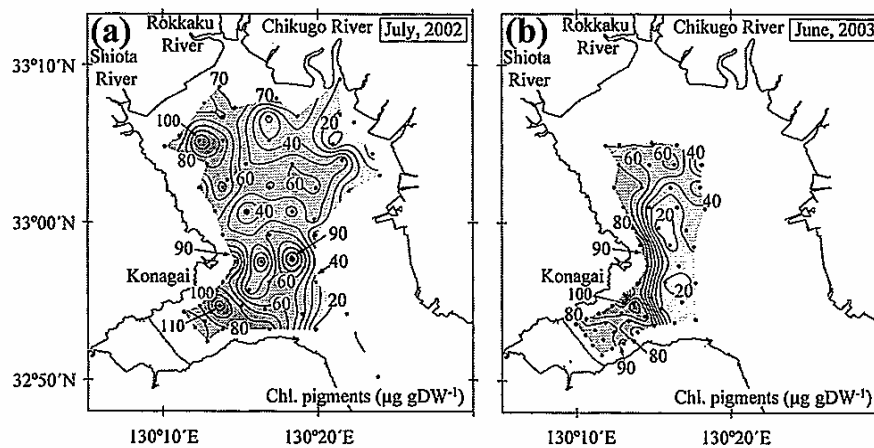 (a)
Rokkaku
River
Chikugo River
July, 2002
33°10'N
Shiota
River
70
70
100
80
20
40
60
60
33°00'N
40
90
90
40
Konagai
60
100
60
20
110
80
32°50'N
Chl. pigments (µg gDW⁻¹)
130°10'E
130°20'E
(b)
Rokkaku
River
Chikugo River
June, 2003
Shiota
River
60
60
40
40
80
20
90
Konagai
20
100
80
80
90
Chl. pigments (µg gDW⁻¹)
130°10'E
130°20'E